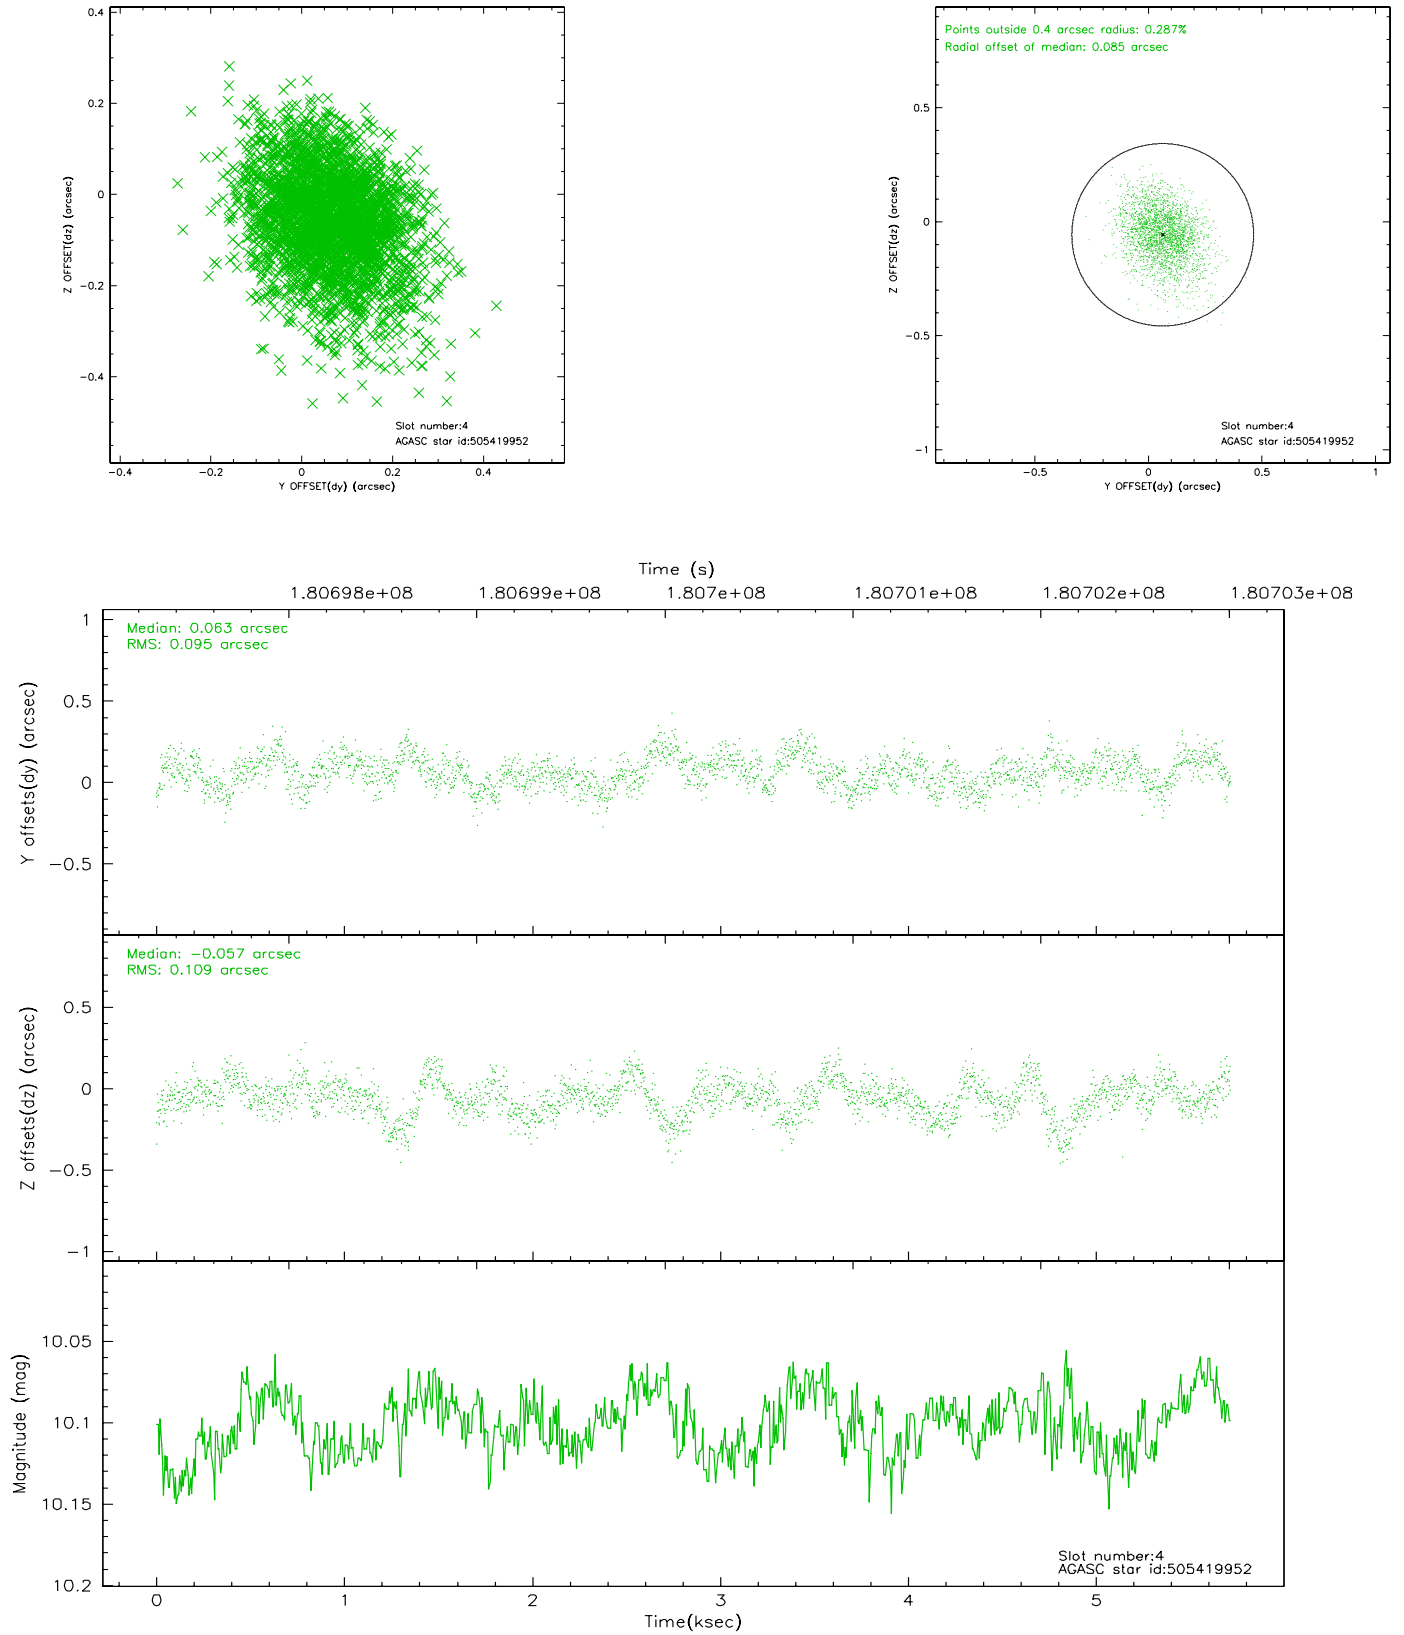 0.4
0.2
0
−0.2
−0.4
Z OFFSET(dz) (arcsec)
−0.4 −0.2 0 0.2 0.4
Y OFFSET(dy) (arcsec)
Slot number:4
AGASC star id:505419952
Points outside 0.4 arcsec radius: 0.287%
Radial offset of median: 0.085 arcsec
0.5
0
−0.5
−1
Z OFFSET(dz) (arcsec)
Slot number:4
AGASC star id:505419952
−0.5 0 0.5 1
Y OFFSET(dy) (arcsec)
Time (s)
1.80698e+08 1.80699e+08 1.807e+08 1.80701e+08 1.80702e+08 1.80703e+08
Median: 0.063 arcsec
RMS: 0.095 arcsec
1
0.5
0
−0.5
Y offsets(dy) (arcsec)
Median: −0.057 arcsec
RMS: 0.109 arcsec
0.5
0
−0.5
−1
Z offsets(dz) (arcsec)
10.05
10.1
10.15
10.2
Magnitude (mag)
Slot number:4
AGASC star id:505419952
0 1 2 3 4 5
Time(ksec)